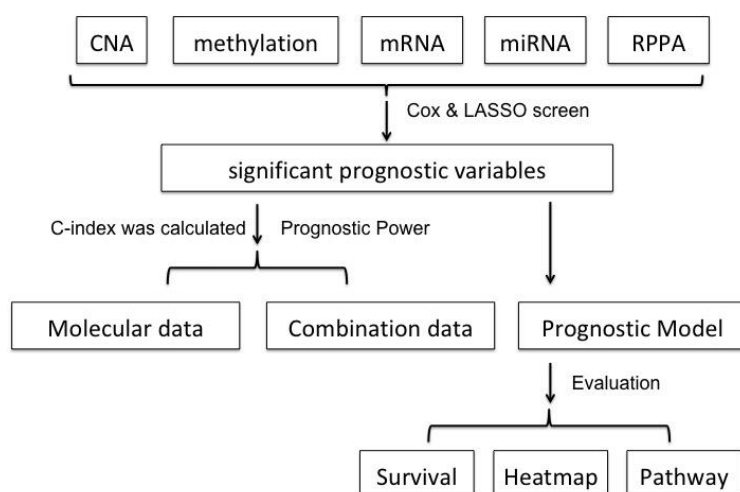 CNA methylation mRNA miRNA RPPA
Cox & LASSO screen
significant prognostic variables
C-index was calculated Prognostic Power
Molecular data Combination data Prognostic Model
Evaluation
Survival Heatmap Pathway